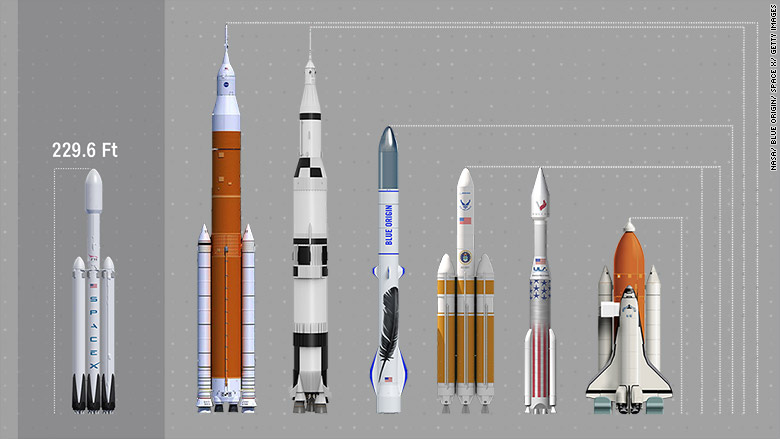 229.6 Ft
SPACEX
BLUE ORIGIN
NASA/ BLUE ORIGIN/ SPACE X/ GETTY IMAGES